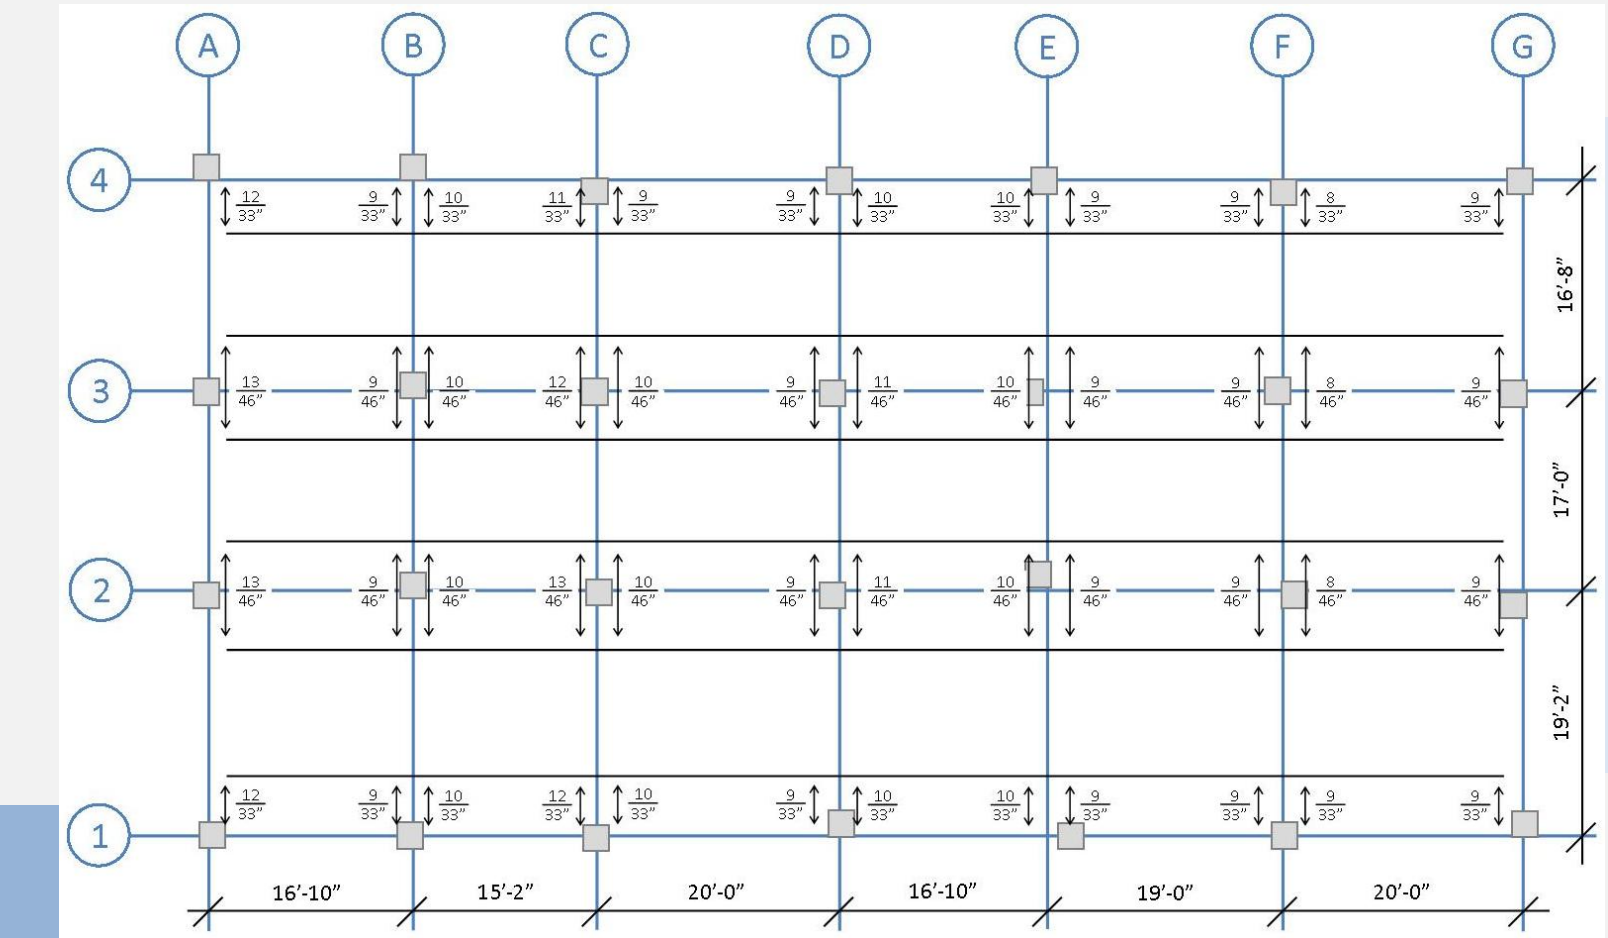 A B C D E F G
4
12 9 10 11 9 9 10 10 9 9 8 9
33” 33” 33” 33” 33” 33” 33” 33” 33” 33” 33” 33”
16’-8”
3
13 9 10 12 10 9 11 10 9 9 8 9
46” 46” 46” 46” 46” 46” 46” 46” 46” 46” 46” 46”
17’-0”
2
13 9 10 13 10 9 11 10 9 9 8 9
46” 46” 46” 46” 46” 46” 46” 46” 46” 46” 46” 46”
19’-2”
12 9 10 12 10 9 10 10 9 9 9 9
33” 33” 33” 33” 33” 33” 33” 33” 33” 33” 33” 33”
1
16’-10” 15’-2” 20’-0” 16’-10” 19’-0” 20’-0”